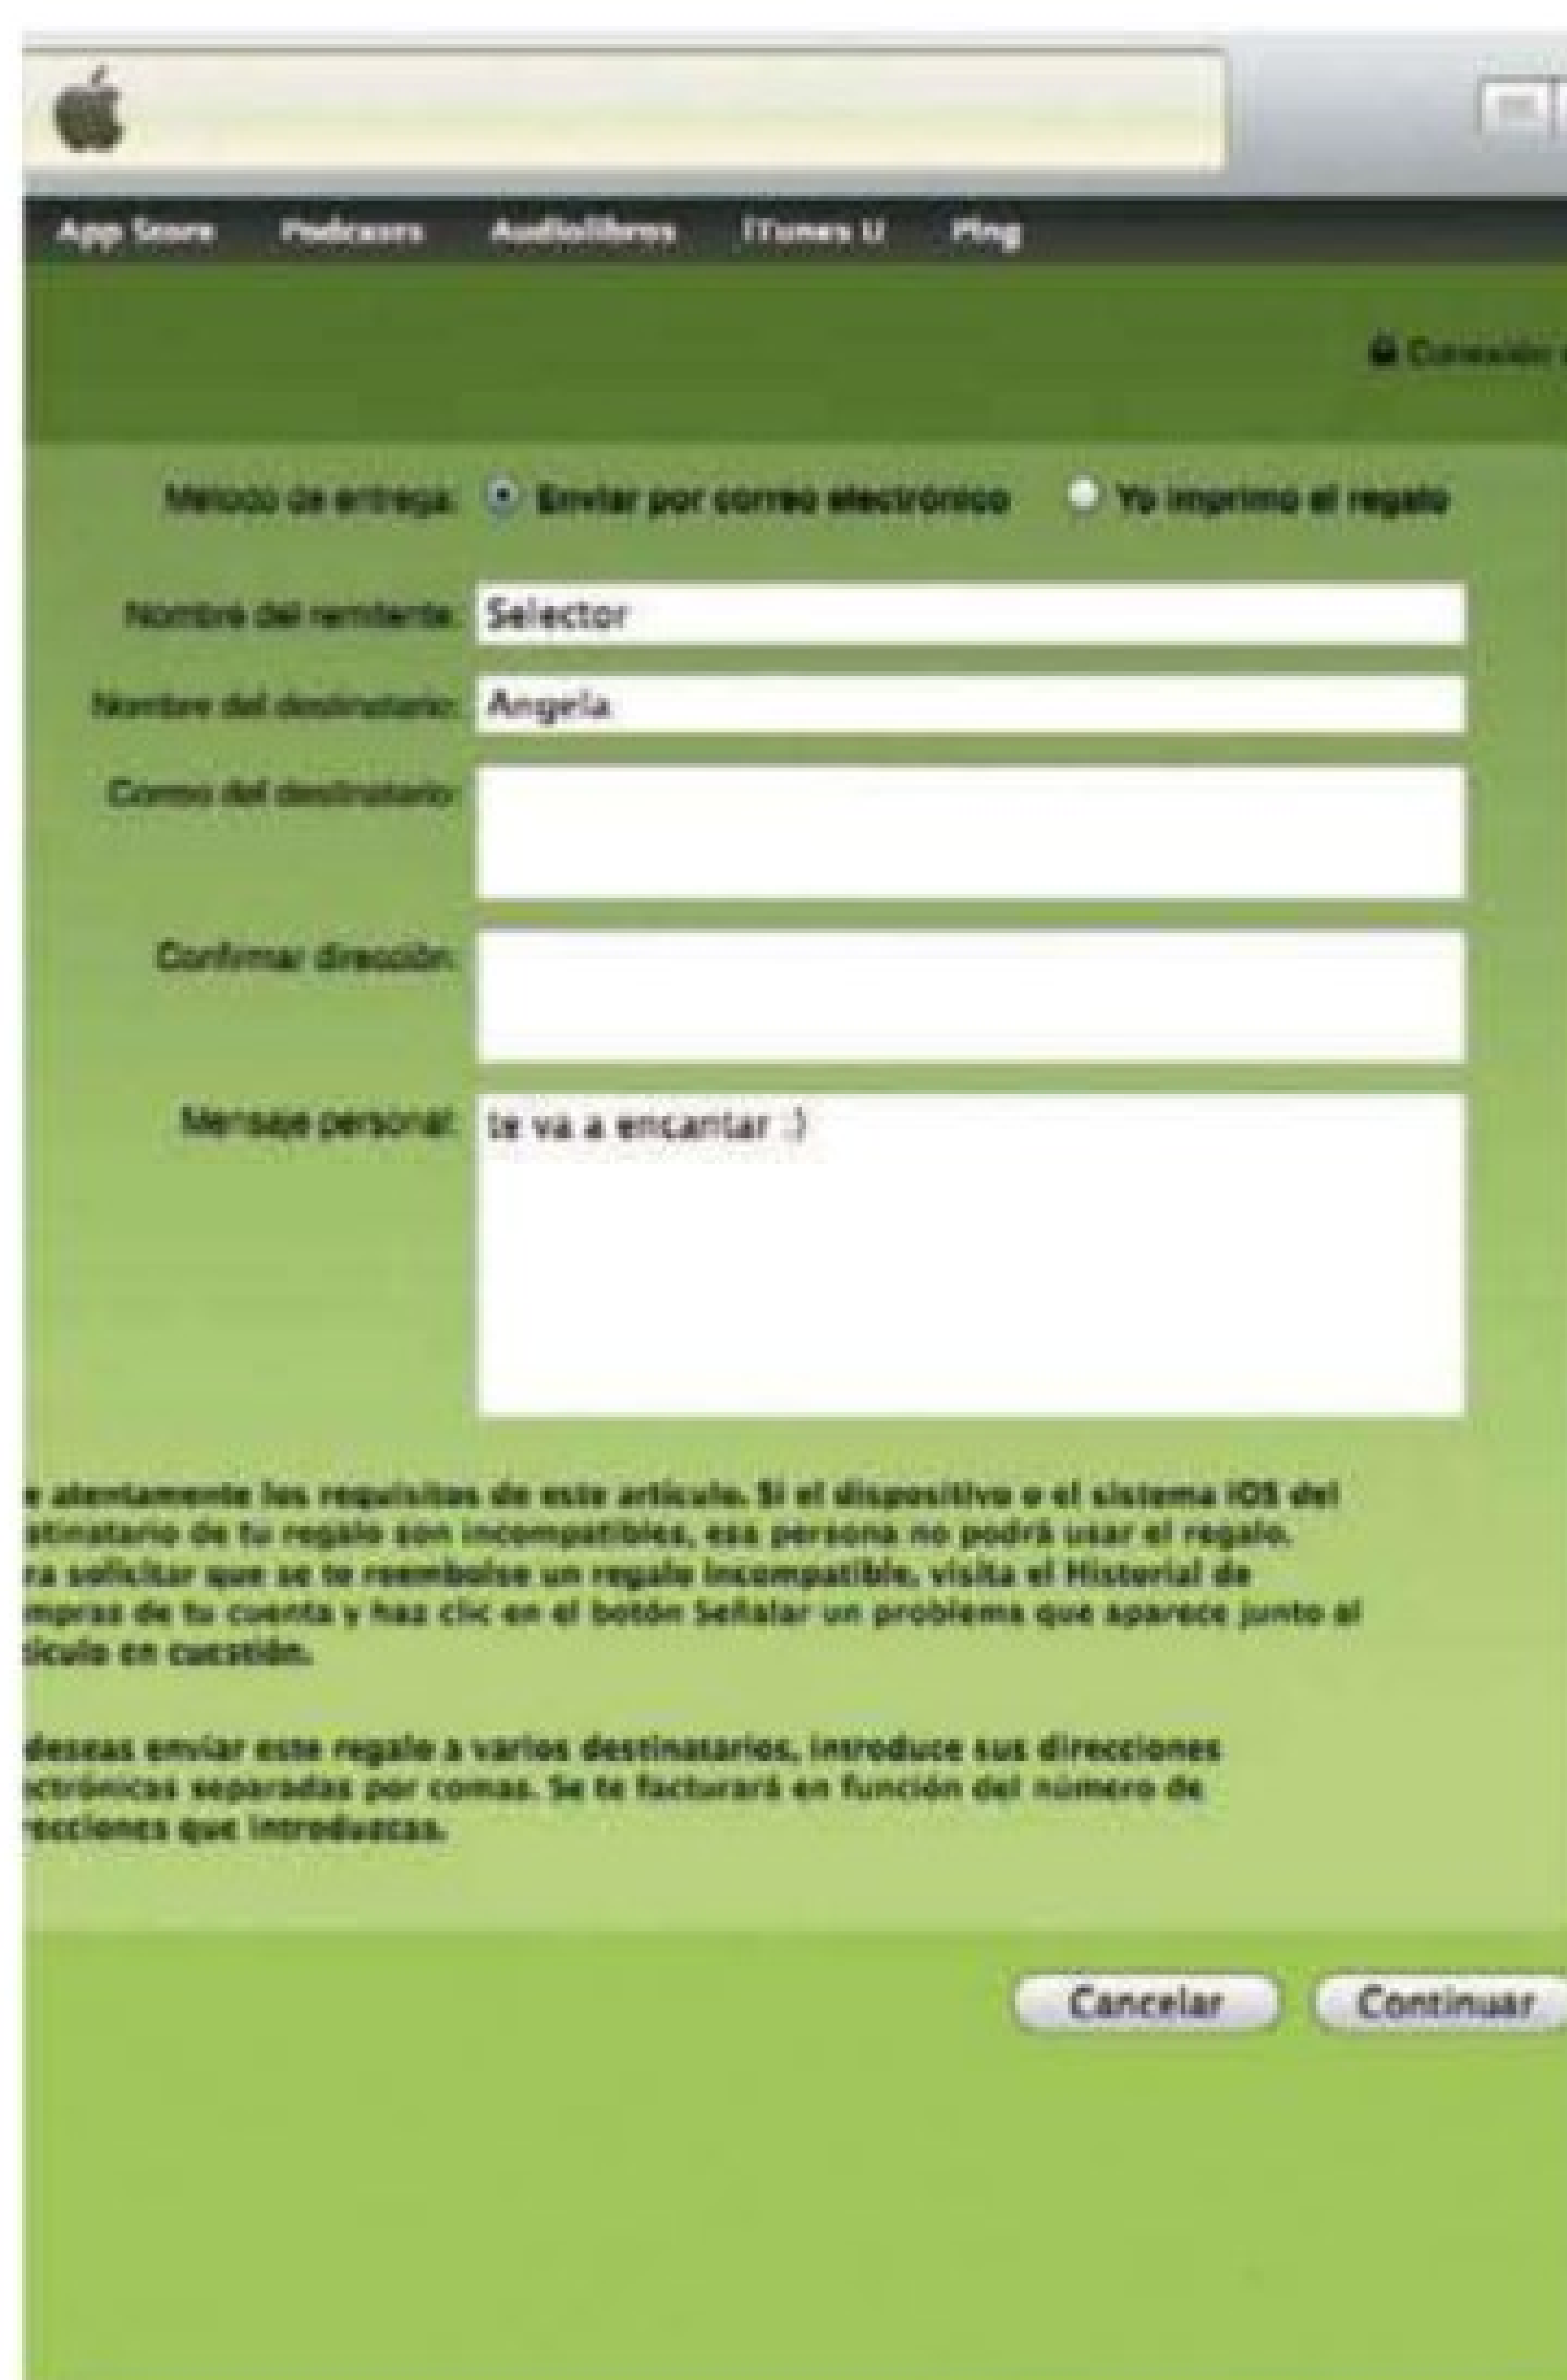 App Store Podcasts Audiolibros iTunes U Ping
Conexión
Método de entrega: Enviar por correo electrónico Yo imprimo el regalo
Nombre del remitente: Selector
Nombre del destinatario: Angela
Correo del destinatario:
Confirmar dirección:
Mensaje personal: te va a encantar :)
e atentamente los requisitos de este artículo. Si el dispositivo o el sistema iOS del
stinatario de tu regalo son incompatibles, esa persona no podrá usar el regalo.
ra solicitar que se te reembolse un regalo incompatible, visita el Historial de
mpras de tu cuenta y haz clic en el botón Señalar un problema que aparece junto al
ículo en cuestión.
deseas enviar este regalo a varios destinatarios, introduce sus direcciones
ectrónicas separadas por comas. Se te facturará en función del número de
recciones que introduzcas.
Cancelar Continuar